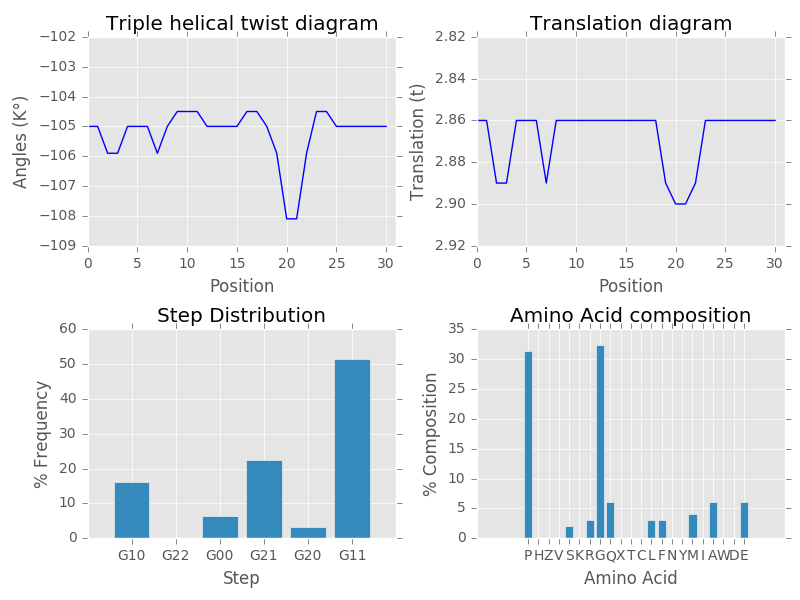 Triple helical twist diagram
Angles (K°)
−102
−103
−104
−105
−106
−107
−108
−109
0 5 10 15 20 25 30
Position
Translation diagram
Translation (t)
2.82
2.84
2.86
2.88
2.90
2.92
0 5 10 15 20 25 30
Position
Step Distribution
% Frequency
60
50
40
30
20
10
0
G10 G22 G00 G21 G20 G11
Step
Amino Acid composition
% Composition
35
30
25
20
15
10
5
0
P H Z V S K R G Q X T C L F N Y M I A W D E
Amino Acid